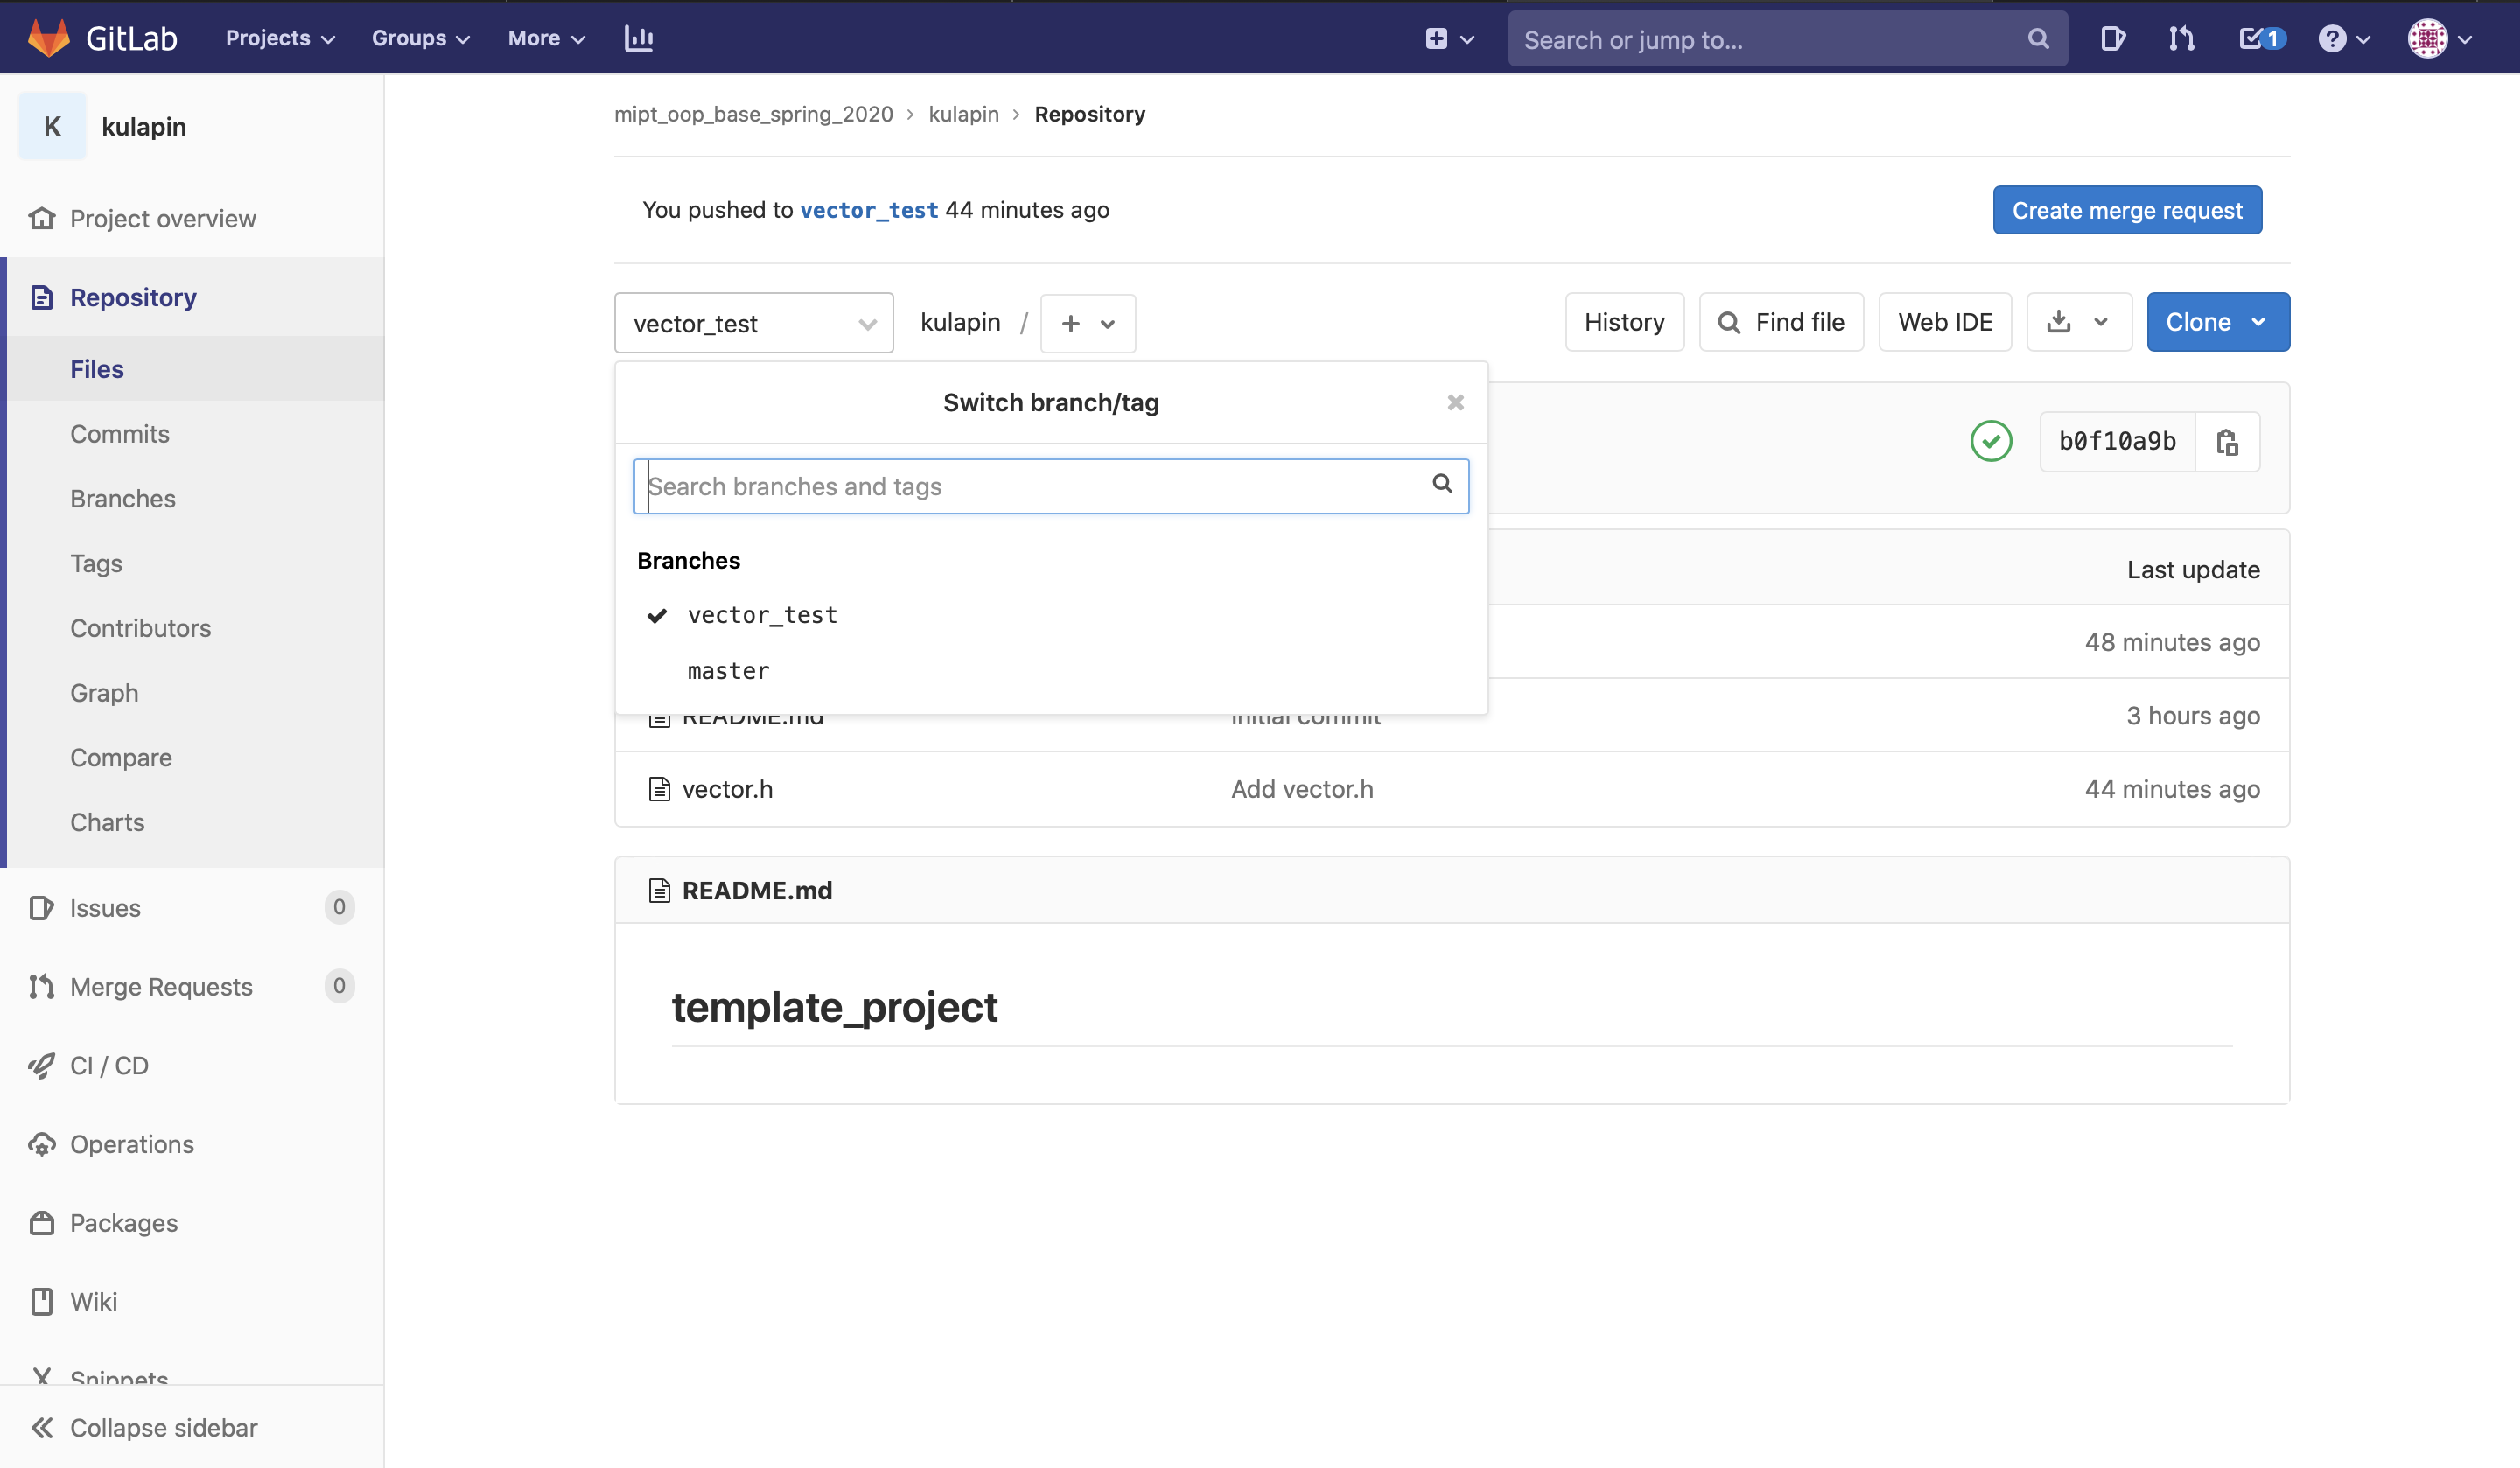 GitLab Projects Groups More Search or jump to... 1
K kulapin
Project overview
Repository
Files
Commits
Branches
Tags
Contributors
Graph
Compare
Charts
Issues 0
Merge Requests 0
CI / CD
Operations
Packages
Wiki
Snippets
Collapse sidebar
mipt_oop_base_spring_2020 > kulapin > Repository
You pushed to vector_test 44 minutes ago Create merge request
vector_test kulapin / + History Find file Web IDE Clone
Switch branch/tag
b0f10a9b
Search branches and tags
Branches
Last update
vector_test
48 minutes ago
master
README.md Initial commit 3 hours ago
vector.h Add vector.h 44 minutes ago
README.md
template_project